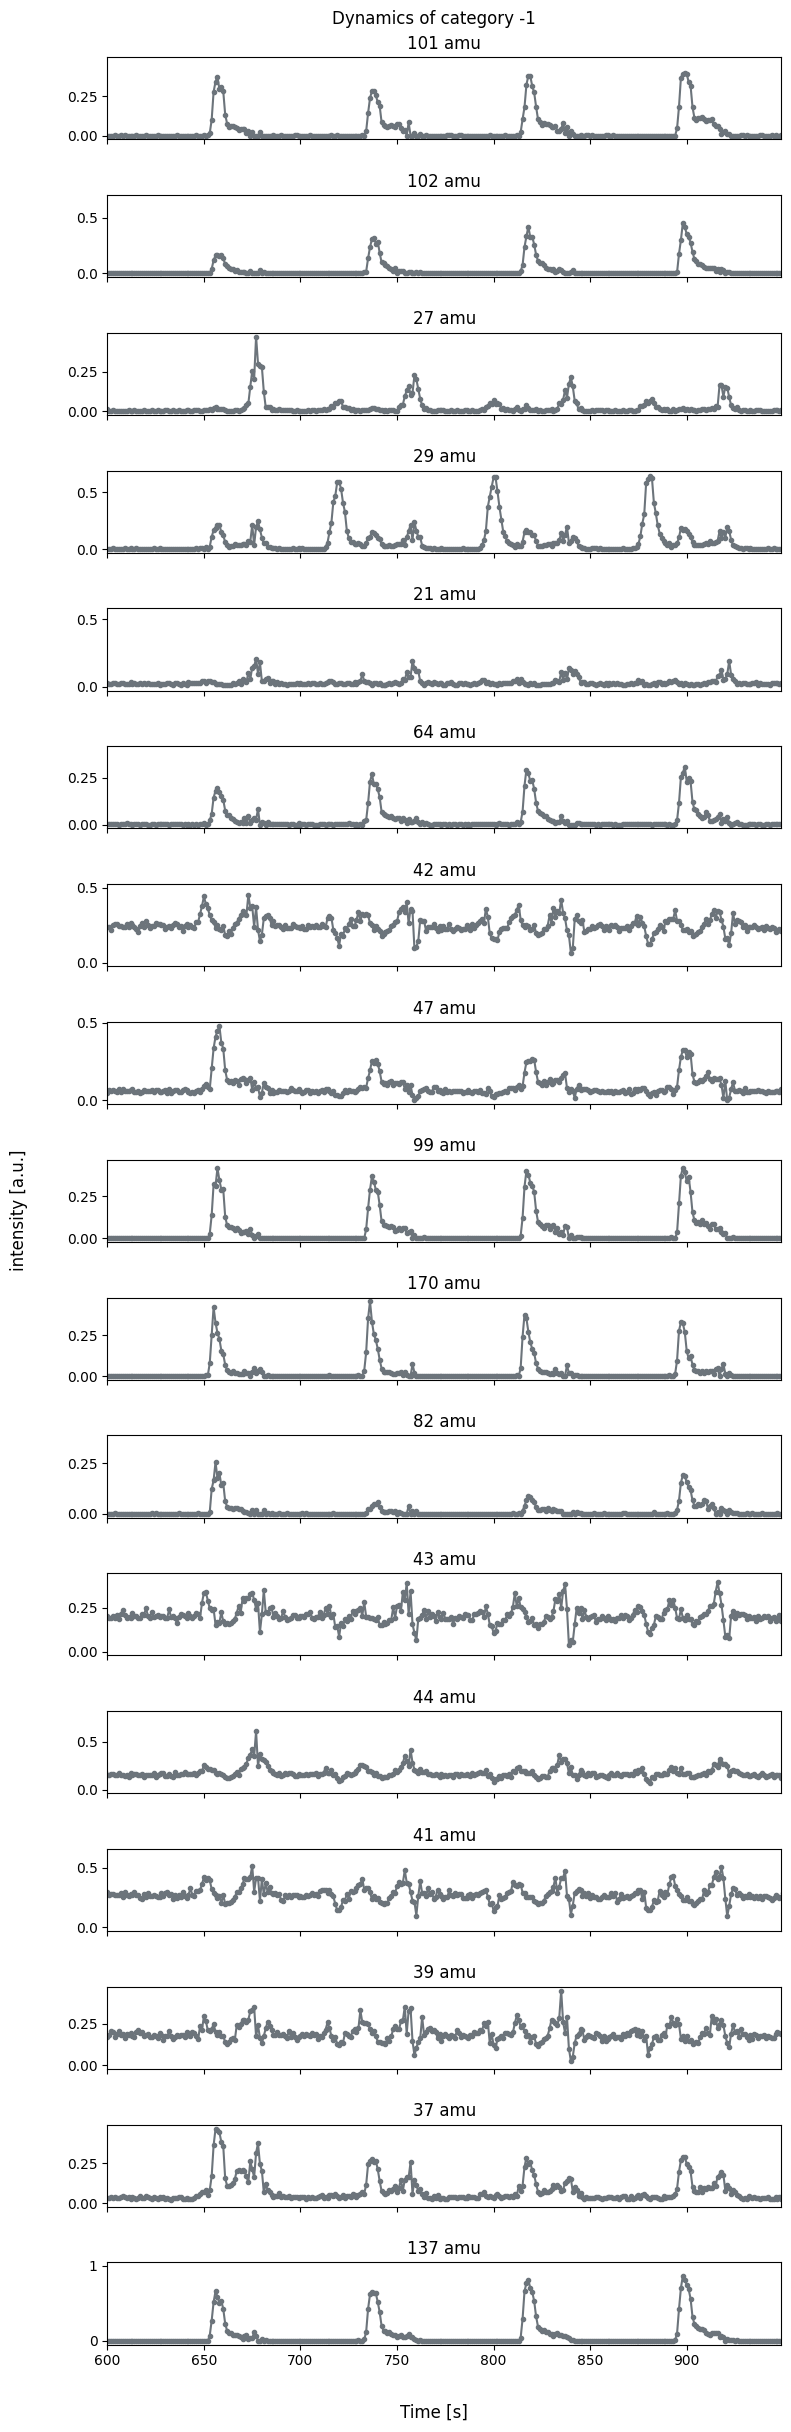 Dynamics of category -1
101 amu
0.25
0.00
102 amu
0.5
0.0
27 amu
0.25
0.00
29 amu
0.5
0.0
21 amu
0.5
0.0
64 amu
0.25
0.00
42 amu
0.5
0.0
47 amu
0.5
0.0
99 amu
0.25
0.00
intensity [a.u.]
170 amu
0.25
0.00
82 amu
0.25
0.00
43 amu
0.25
0.00
44 amu
0.5
0.0
41 amu
0.5
0.0
39 amu
0.25
0.00
37 amu
0.25
0.00
137 amu
1
0
600 650 700 750 800 850 900
Time [s]